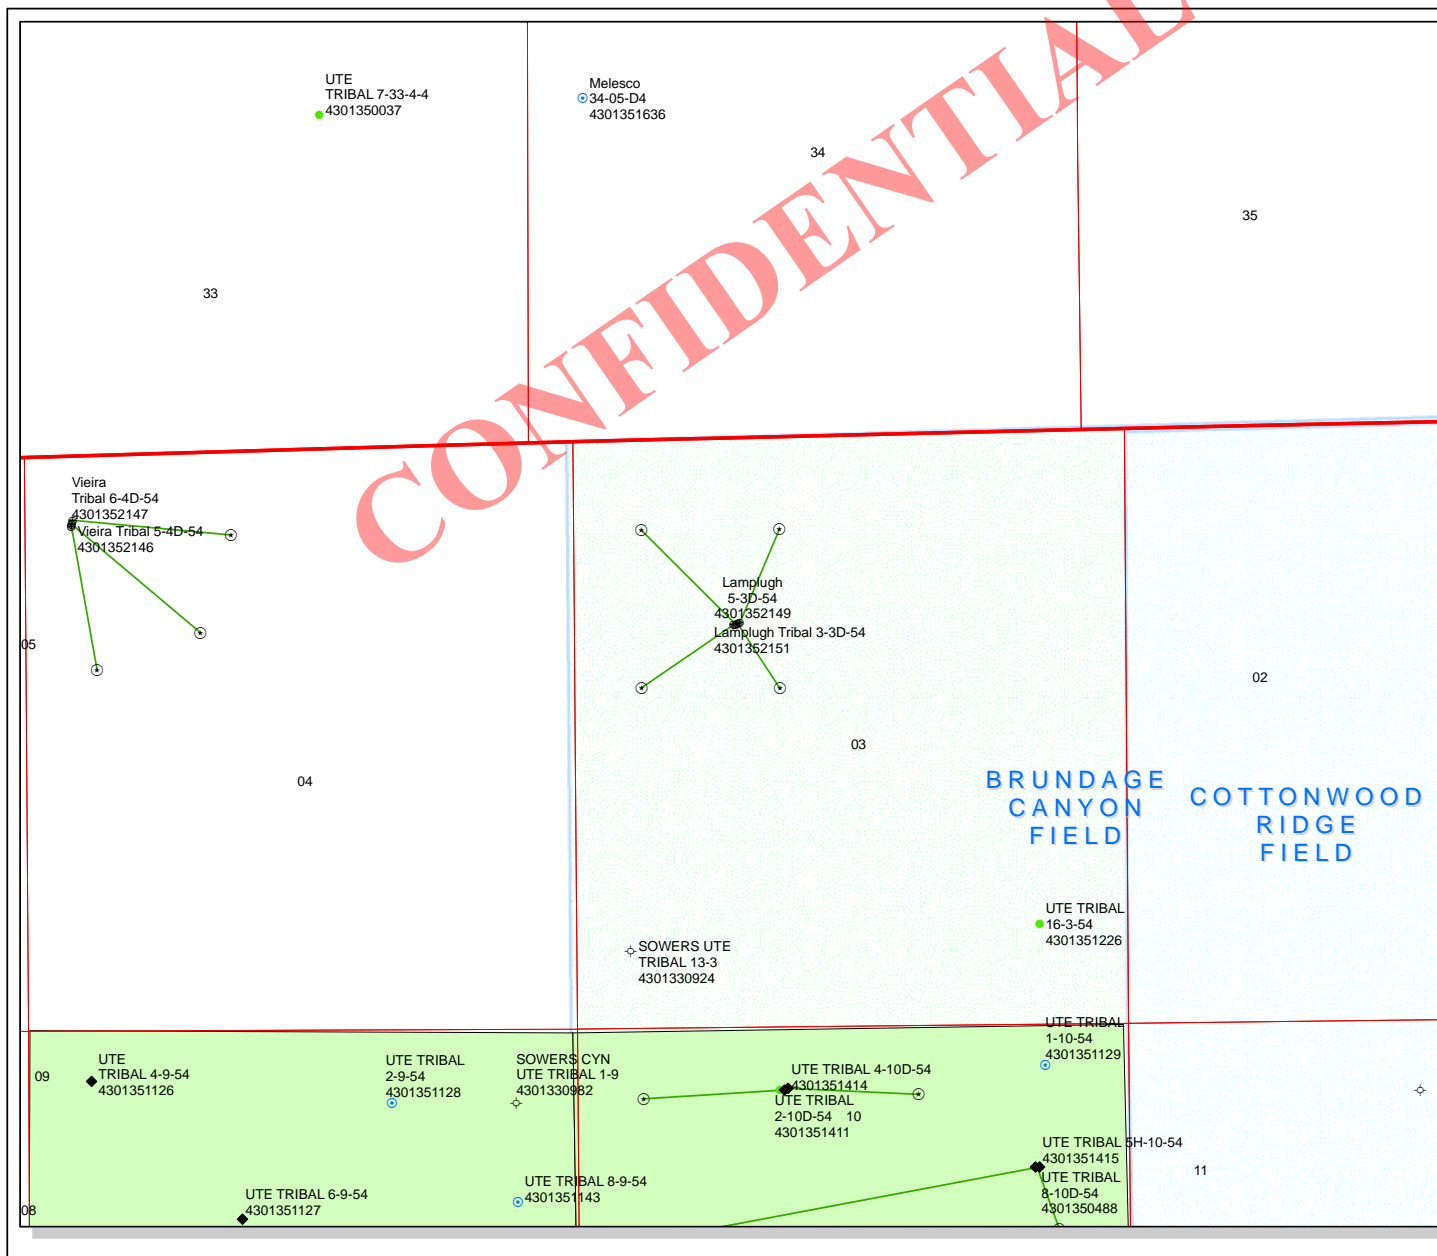 CONFIDENTIAL
UTE
TRIBAL 7-33-4-4
4301350037
Melesco
34-05-D4
4301351636
34
35
33
Vieira
Tribal 6-4D-54
4301352147
Vieira Tribal 5-4D-54
4301352146
Lamplugh
5-3D-54
4301352149
Lamplugh Tribal 3-3D-54
4301352151
05
02
03
04
BRUNDAGE
CANYON
FIELD
COTTONWOOD
RIDGE
FIELD
UTE TRIBAL
16-3-54
4301351226
SOWERS UTE
TRIBAL 13-3
4301330924
UTE TRIBAL
1-10-54
4301351129
09
UTE
TRIBAL 4-9-54
4301351126
UTE TRIBAL
2-9-54
4301351128
SOWERS CYN
UTE TRIBAL 1-9
4301330982
UTE TRIBAL 4-10D-54
4301351414
UTE TRIBAL
2-10D-54 10
4301351411
UTE TRIBAL 5H-10-54
4301351415
UTE TRIBAL
8-10D-54
4301350488
11
UTE TRIBAL 8-9-54
4301351143
UTE TRIBAL 6-9-54
4301351127
08